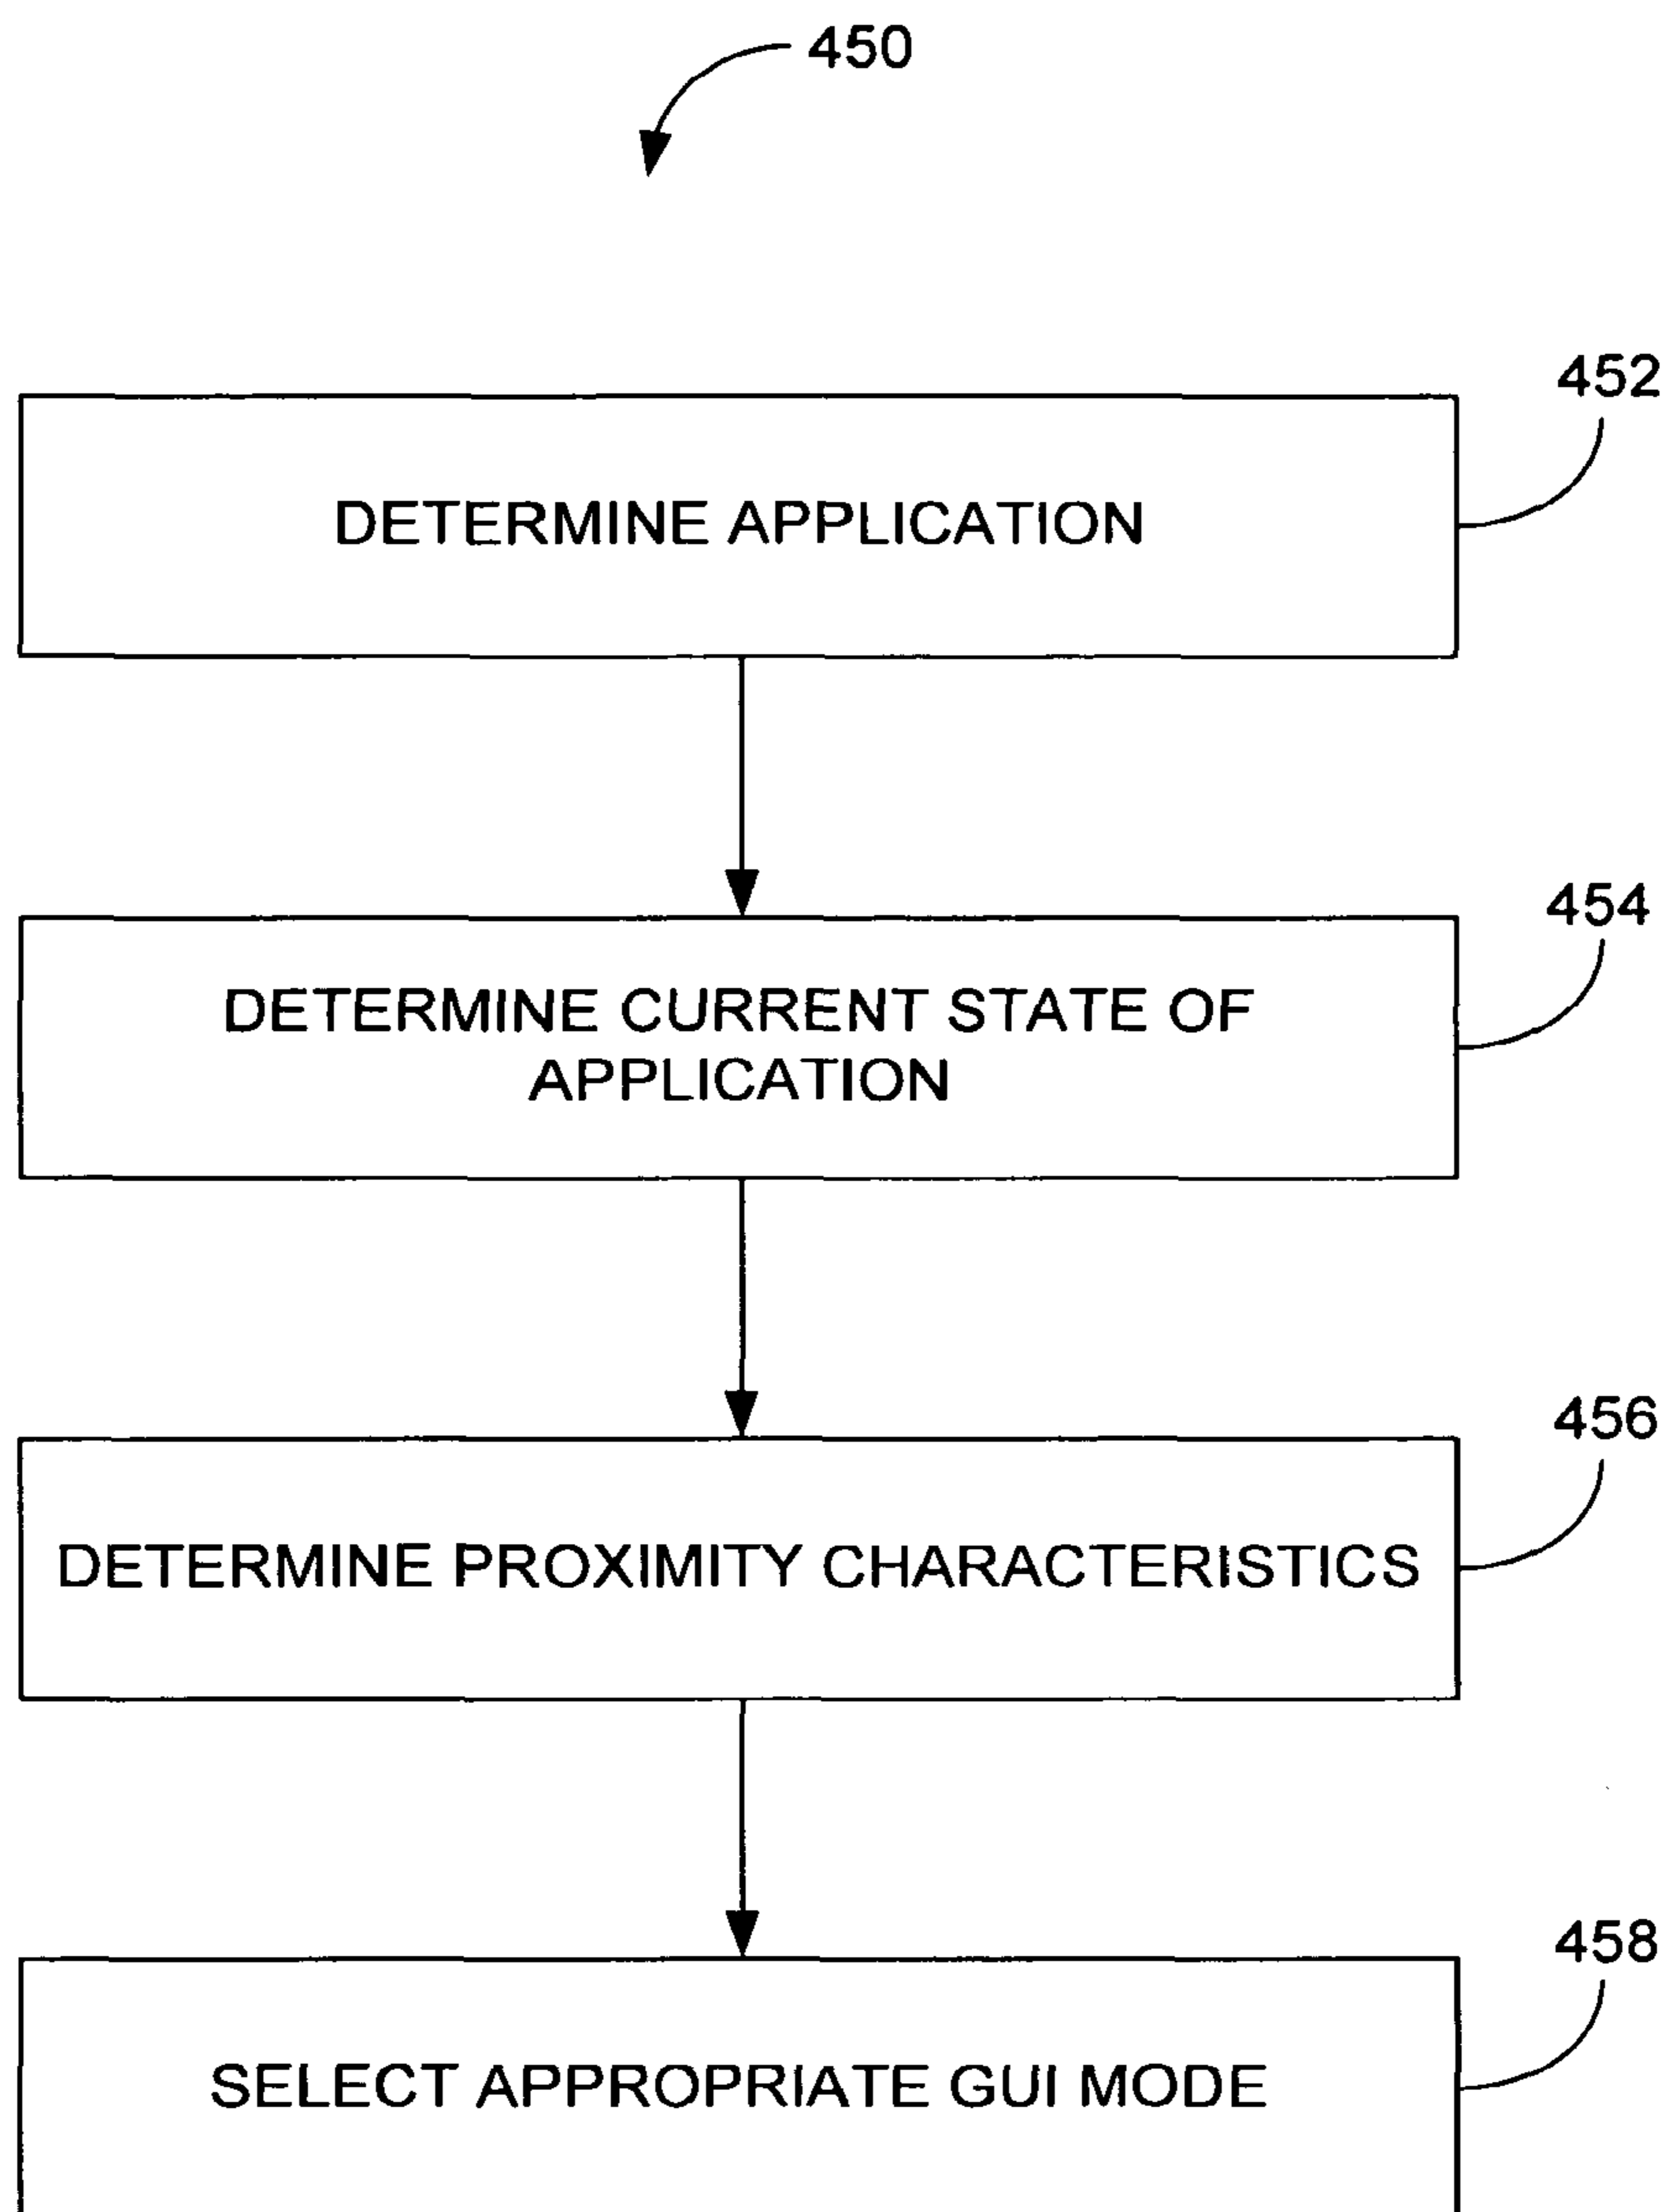 450
452
DETERMINE APPLICATION
454
DETERMINE CURRENT STATE OF
APPLICATION
456
DETERMINE PROXIMITY CHARACTERISTICS
458
SELECT APPROPRIATE GUI MODE